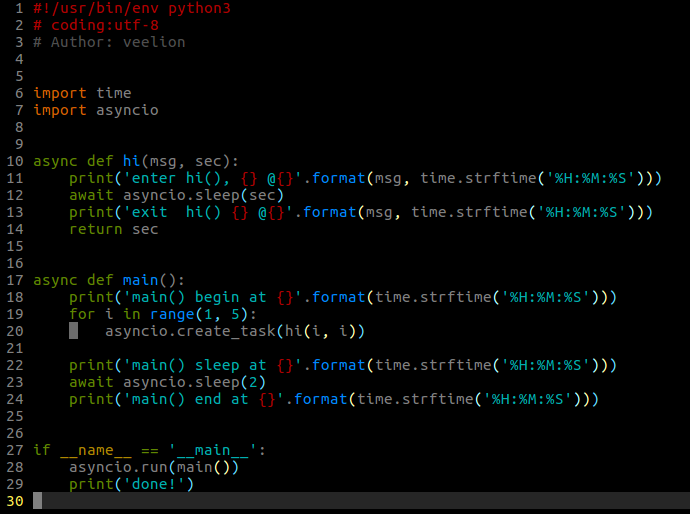 1 #!/usr/bin/env python3
2 # coding:utf-8
3 # Author: veelion
4
5
6 import time
7 import asyncio
8
9
10 async def hi(msg, sec):
11     print('enter hi(), {} @{}'.format(msg, time.strftime('%H:%M:%S')))
12     await asyncio.sleep(sec)
13     print('exit  hi() {} @{}'.format(msg, time.strftime('%H:%M:%S')))
14     return sec
15
16
17 async def main():
18     print('main() begin at {}'.format(time.strftime('%H:%M:%S')))
19     for i in range(1, 5):
20         asyncio.create_task(hi(i, i))
21
22     print('main() sleep at {}'.format(time.strftime('%H:%M:%S')))
23     await asyncio.sleep(2)
24     print('main() end at {}'.format(time.strftime('%H:%M:%S')))
25
26
27 if __name__ == '__main__':
28     asyncio.run(main())
29     print('done!')
30